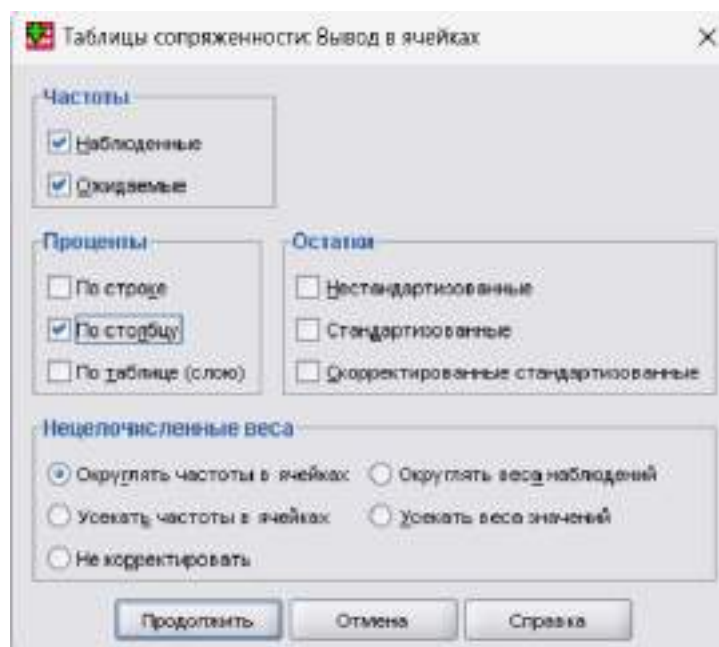 Таблицы сопряженности: Вывод в ячейках
Частоты
Наблюденные
Ожидаемые
Проценты
По строке
По столбцу
По таблице (слою)
Остатки
Нестандартизованные
Стандартизованные
Скорректированные стандартизованные
Нецелочисленные веса
Округлять частоты в ячейках
Округлять веса наблюдений
Усекать частоты в ячейках
Усекать веса значений
Не корректировать
Продолжить
Отмена
Справка